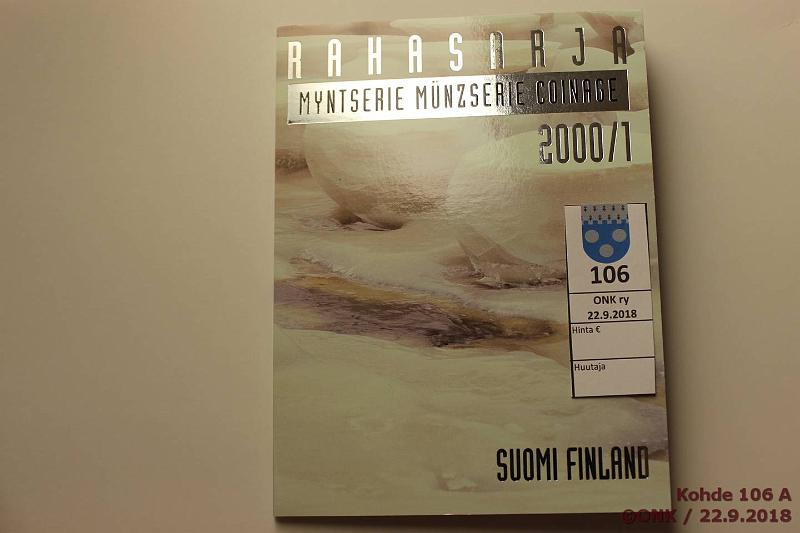 RAHASARJA
MYNTSERIE MÜNZSERIE COINAGE
2000/1
106
ONK ry
22.9.2018
Hinta €
Huutaja
SUOMI FINLAND
Kohde 106 A
©ONK / 22.9.2018